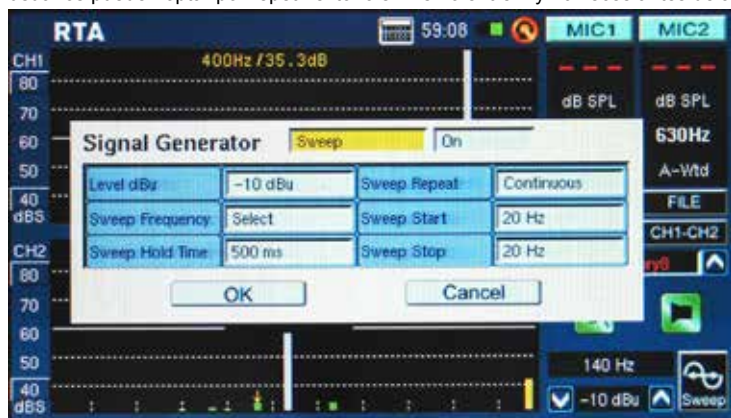 RTA 59:08 MIC1 MIC2
CH1 400Hz/35.3dB
80
70 dB SPL dB SPL
60 630Hz
50 A-Wtd
40 FILE
dBS CH1-CH2
Signal Generator Sweep On
Level dBu -10 dBu Sweep Repeat Continuous
Sweep Frequency Select Sweep Start 20 Hz
Sweep Hold Time 500 ms Sweep Stop 20 Hz
OK Cancel
CH2
80
70
60
50 140 Hz
40
dBS -10 dBu Sweep